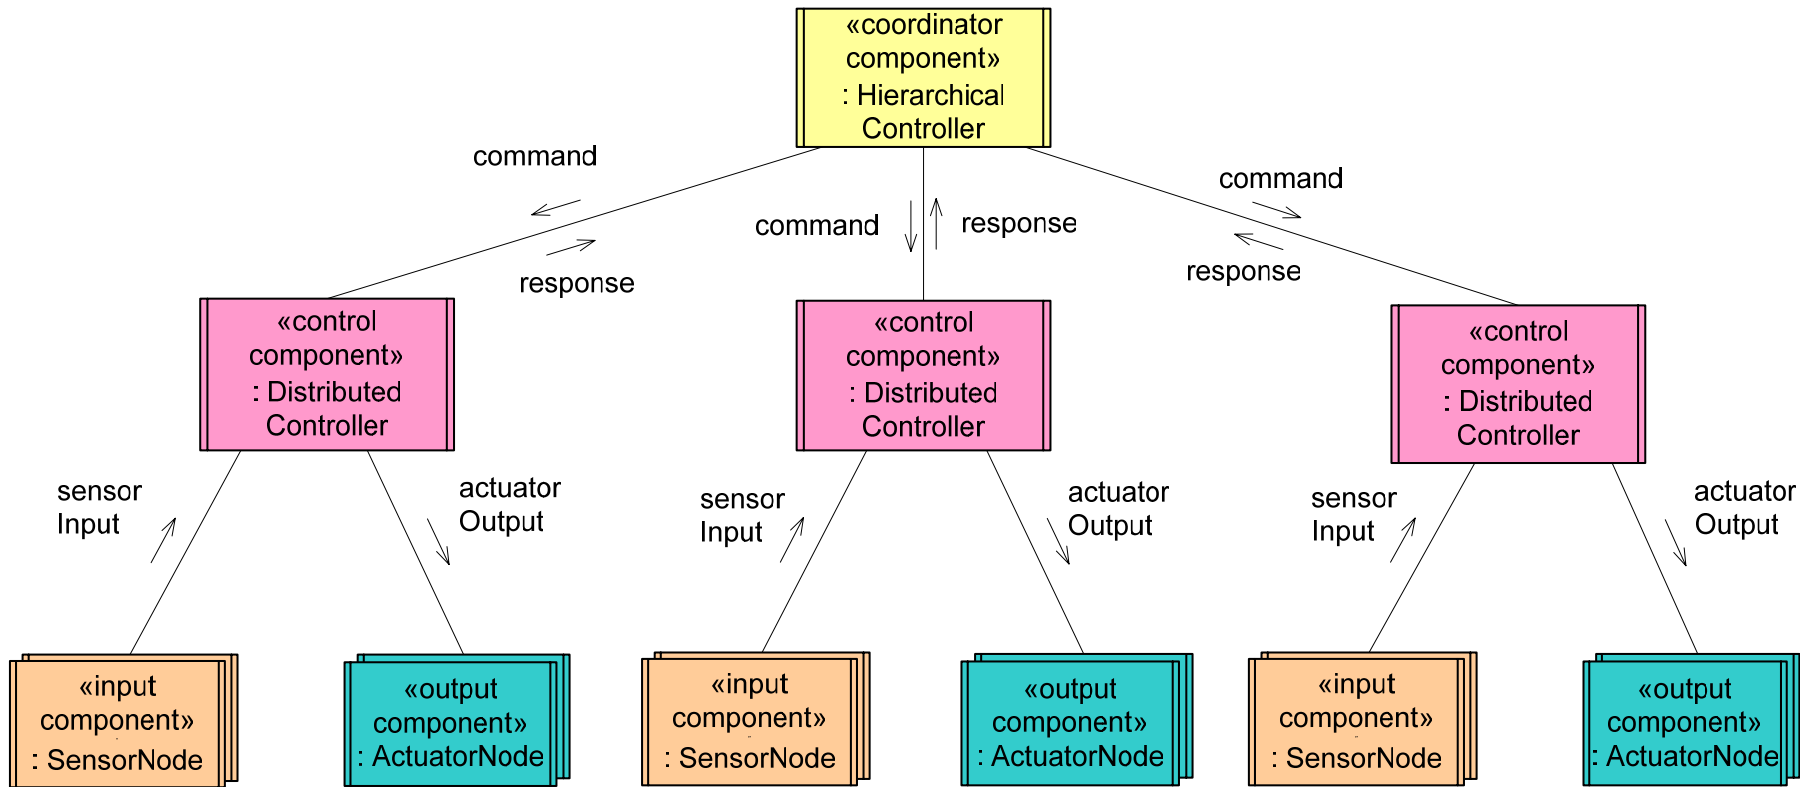 «coordinator
component»
: Hierarchical
Controller
command
response
command
response
command
response
«control
component»
: Distributed
Controller
«control
component»
: Distributed
Controller
«control
component»
: Distributed
Controller
sensor
Input
actuator
Output
sensor
Input
actuator
Output
sensor
Input
actuator
Output
«input
component»
: SensorNode
«output
component»
: ActuatorNode
«input
component»
: SensorNode
«output
component»
: ActuatorNode
«input
component»
: SensorNode
«output
component»
: ActuatorNode